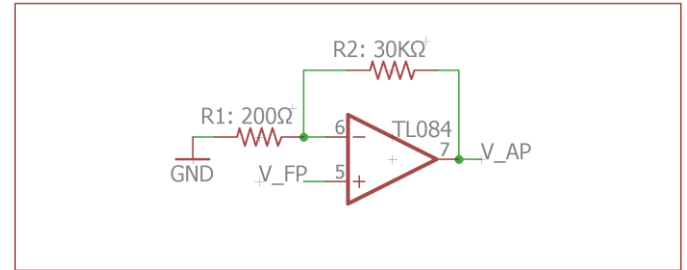 R2: 30KΩ
R1: 200Ω
6
TL084
GND
V_FP
5
7
V_AP